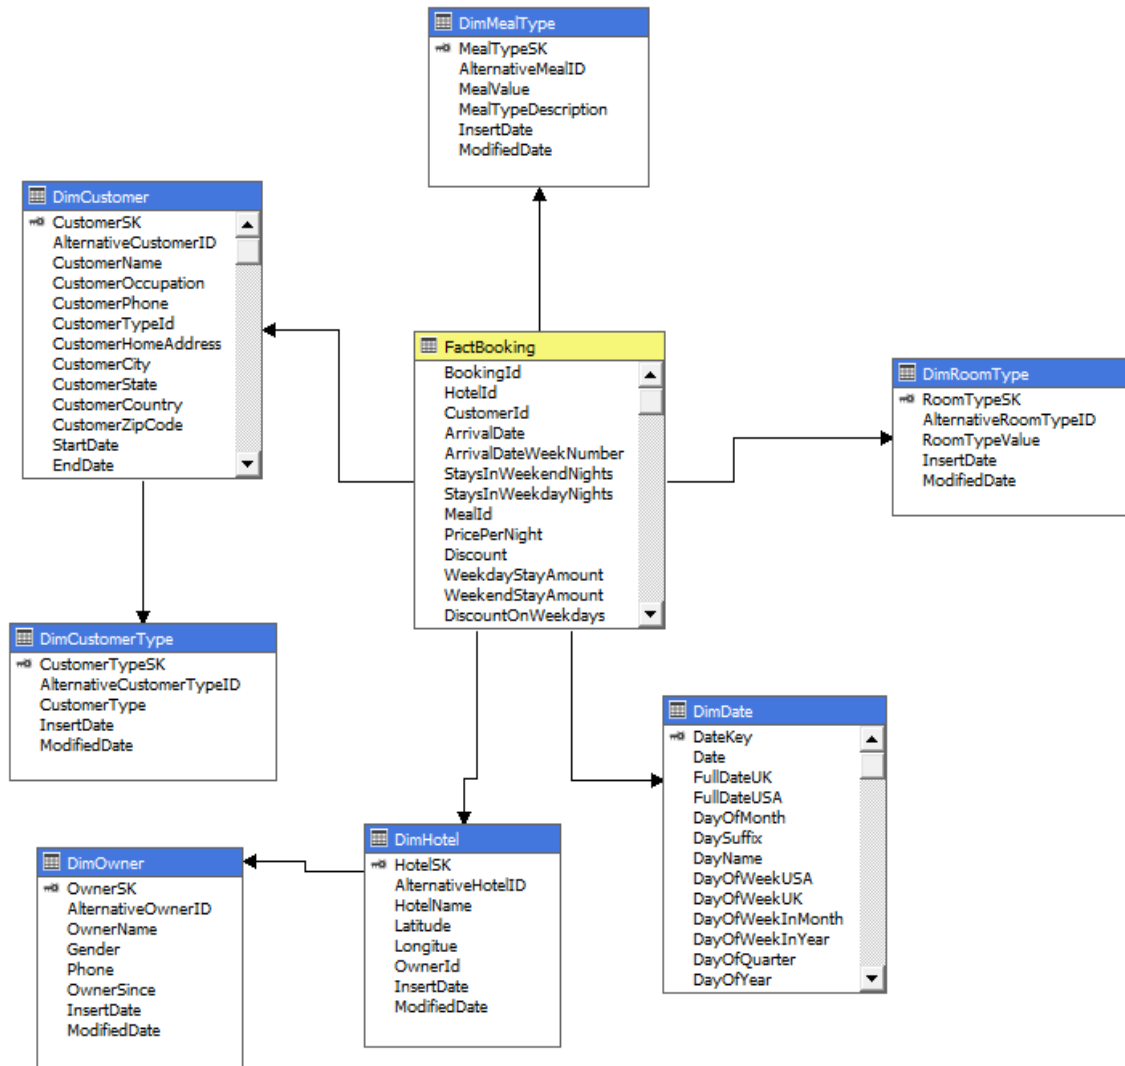 DimMealType
MealTypeSK
AlternativeMealID
MealValue
MealTypeDescription
InsertDate
ModifiedDate
DimCustomer
CustomerSK
AlternativeCustomerID
CustomerName
CustomerOccupation
CustomerPhone
CustomerTypeId
CustomerHomeAddress
CustomerCity
CustomerState
CustomerCountry
CustomerZipCode
StartDate
EndDate
FactBooking
BookingId
HotelId
CustomerId
ArrivalDate
ArrivalDateWeekNumber
StaysInWeekendNights
StaysInWeekdayNights
MealId
PricePerNight
Discount
WeekdayStayAmount
WeekendStayAmount
DiscountOnWeekdays
DimRoomType
RoomTypeSK
AlternativeRoomTypeID
RoomTypeValue
InsertDate
ModifiedDate
DimCustomerType
CustomerTypeSK
AlternativeCustomerTypeID
CustomerType
InsertDate
ModifiedDate
DimDate
DateKey
Date
FullDateUK
FullDateUSA
DayOfMonth
DaySuffix
DayName
DayOfWeekUSA
DayOfWeekUK
DayOfWeekInMonth
DayOfWeekInYear
DayOfQuarter
DayOfYear
DimHotel
HotelSK
AlternativeHotelID
HotelName
Latitude
Longitue
OwnerId
InsertDate
ModifiedDate
DimOwner
OwnerSK
AlternativeOwnerID
OwnerName
Gender
Phone
OwnerSince
InsertDate
ModifiedDate